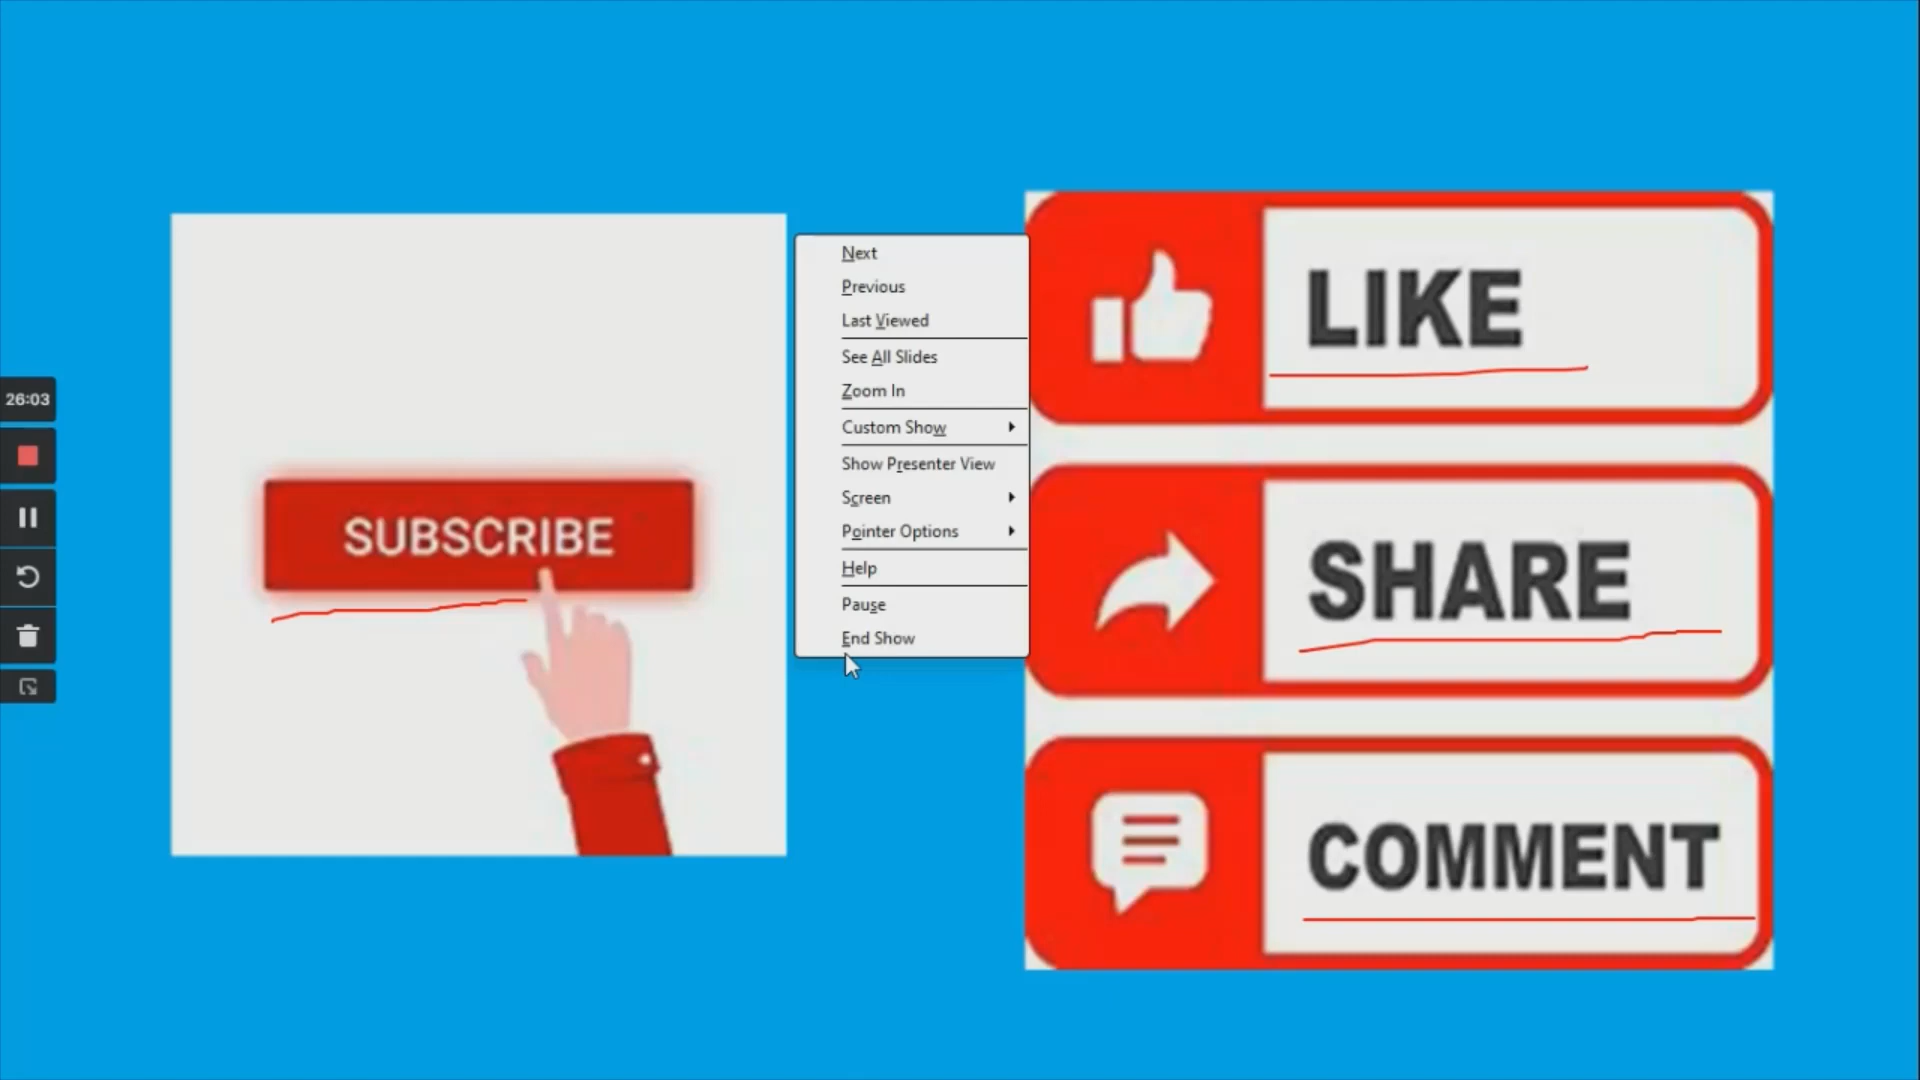 26:03
SUBSCRIBE
Next
Previous
Last Viewed
See All Slides
Zoom In
Custom Show
Show Presenter View
Screen
Pointer Options
Help
Pause
End Show
LIKE
SHARE
COMMENT